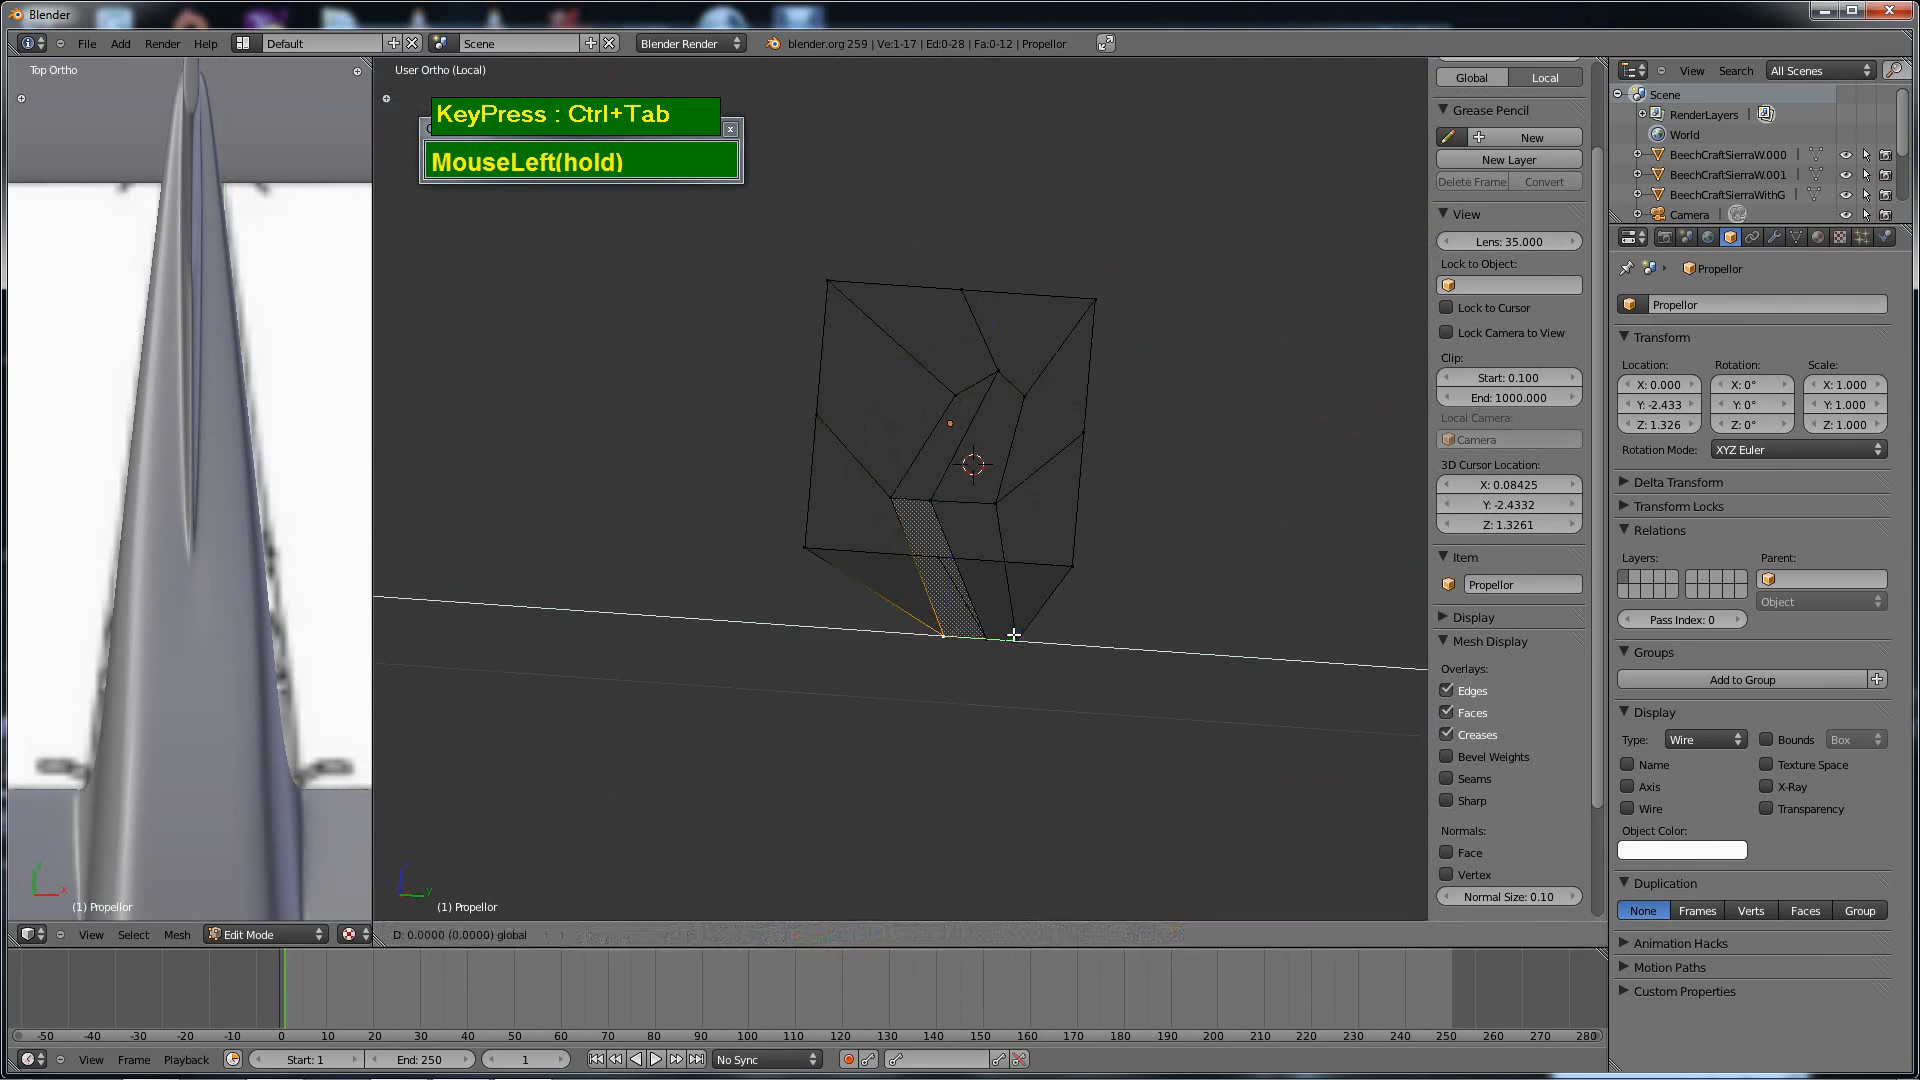 Blender
File Add Render Help Default Scene Blender Render blender.org 259 | Ve:1-17 | Ed:0-28 | Fa:0-12 | Propellor
Top Ortho
User Ortho (Local)
KeyPress : Ctrl+Tab
MouseLeft(hold)
(1) Propellor
(1) Propellor
View Select Mesh Edit Mode
D: 0.0000 (0.0000) global
Global Local
Grease Pencil
New
New Layer
Delete Frame Convert
View
Lens: 35.000
Lock to Object:
Lock to Cursor
Lock Camera to View
Clip:
Start: 0.100
End: 1000.000
Local Camera:
Camera
3D Cursor Location:
X: 0.08425
Y: -2.4332
Z: 1.3261
Item
Propellor
Display
Mesh Display
Overlays:
Edges
Faces
Creases
Bevel Weights
Seams
Sharp
Normals:
Face
Vertex
Normal Size: 0.10
View Search All Scenes
Scene
RenderLayers
World
BeechCraftSierraW.000
BeechCraftSierraW.001
BeechCraftSierraWithG
Camera
Propellor
Propellor
Transform
Location: Rotation: Scale:
X: 0.000 X: 0° X: 1.000
Y: -2.433 Y: 0° Y: 1.000
Z: 1.326 Z: 0° Z: 1.000
Rotation Mode: XYZ Euler
Delta Transform
Transform Locks
Relations
Layers: Parent:
Object
Pass Index: 0
Groups
Add to Group
Display
Type: Wire Bounds Box
Name Texture Space
Axis X-Ray
Wire Transparency
Object Color:
Duplication
None Frames Verts Faces Group
Animation Hacks
Motion Paths
Custom Properties
-50 -40 -30 -20 -10 0 10 20 30 40 50 60 70 80 90 100 110 120 130 140 150 160 170 180 190 200 210 220 230 240 250 260 270 280
View Frame Playback Start: 1 End: 250 1 No Sync